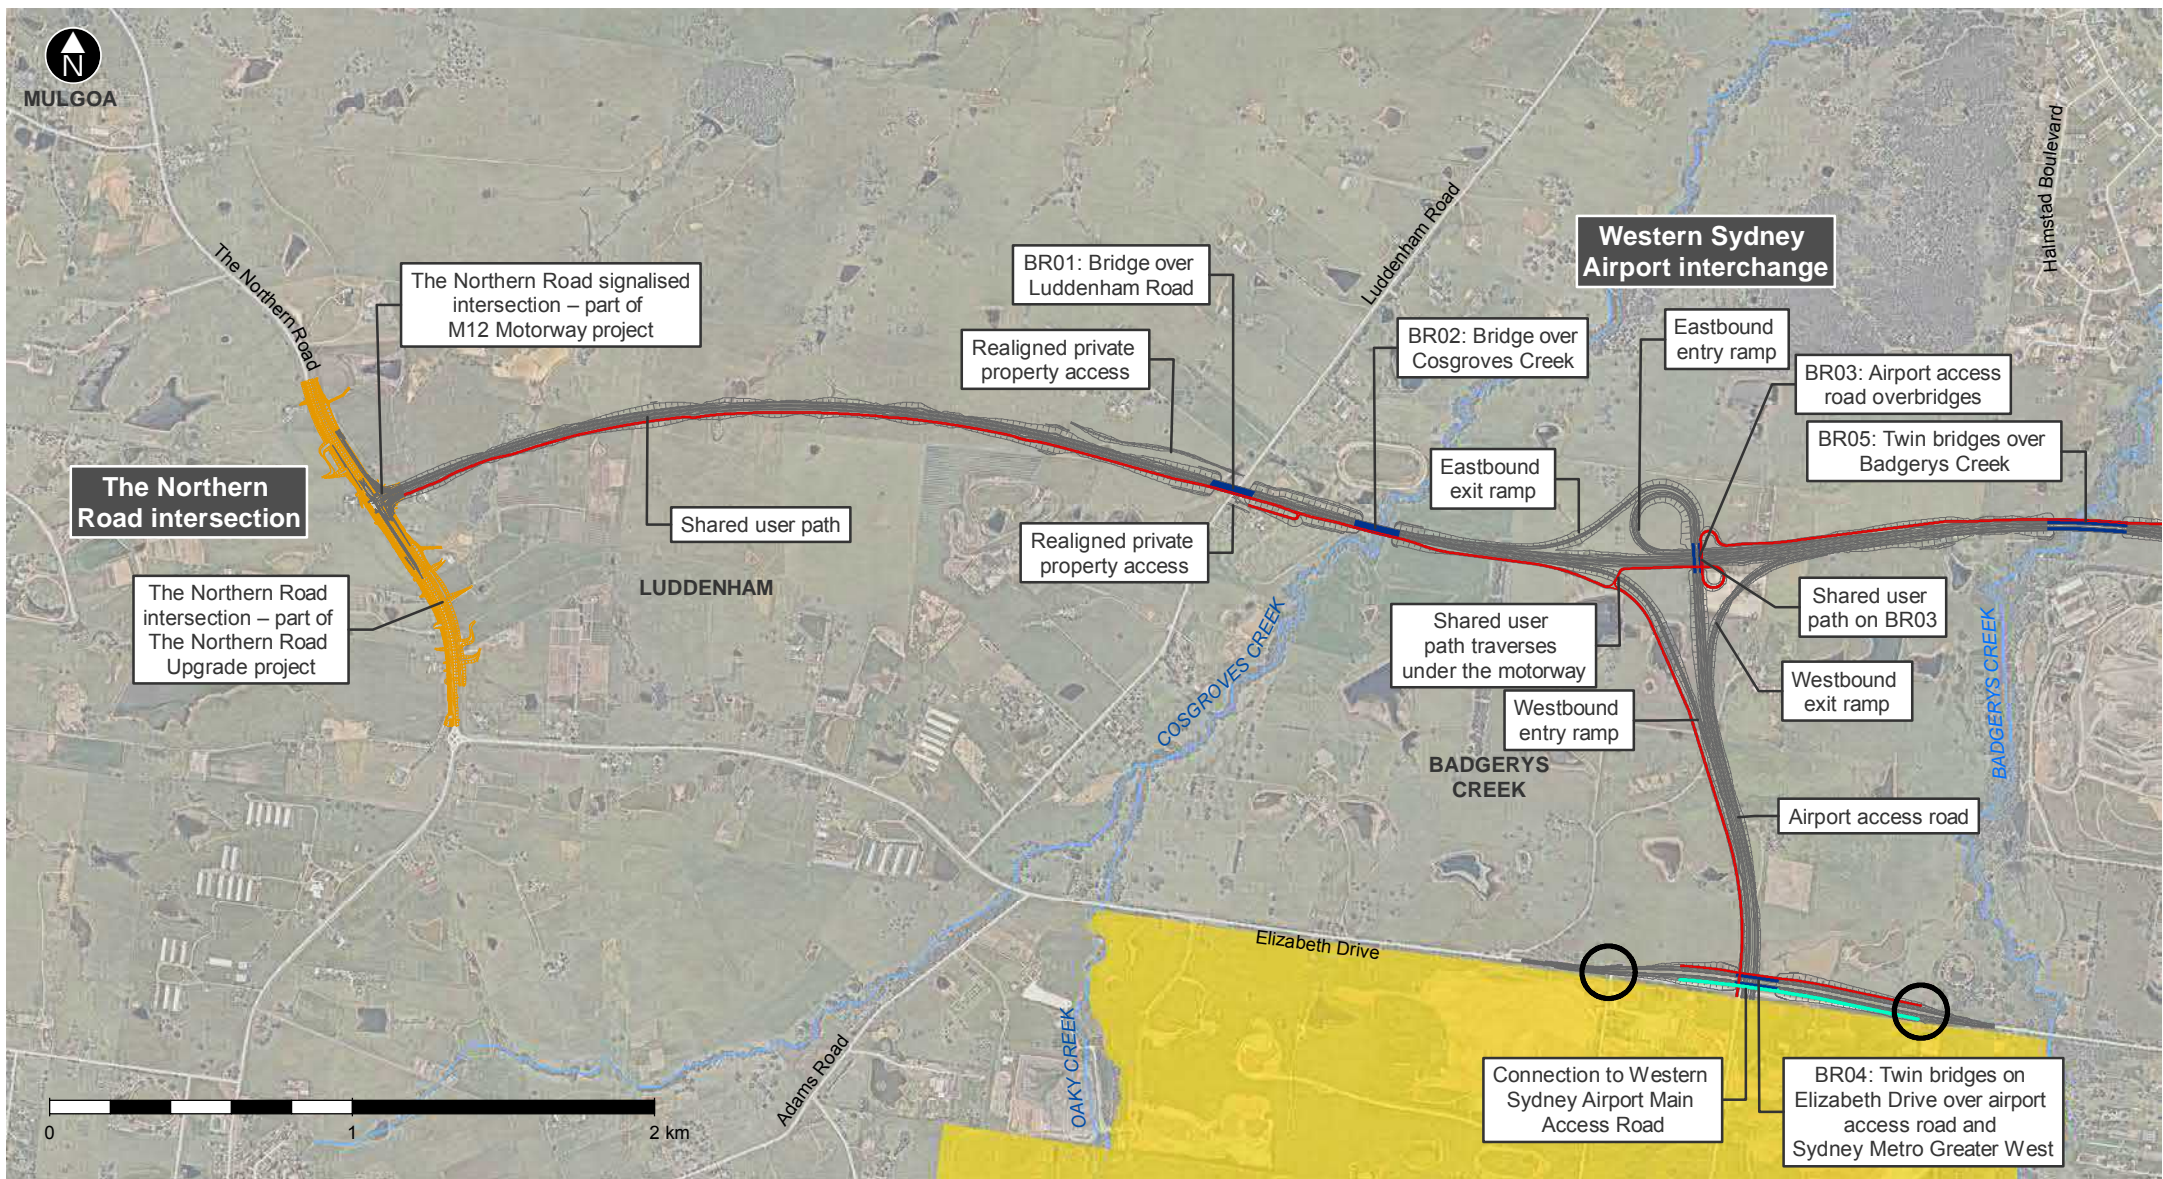 N
MULGOA
The Northern Road
The Northern Road signalised
intersection – part of
M12 Motorway project
BR01: Bridge over
Luddenham Road
Realigned private
property access
Luddenham Road
Western Sydney
Airport interchange
Halmstad Boulevard
BR02: Bridge over
Cosgroves Creek
Eastbound
entry ramp
BR03: Airport access
road overbridges
BR05: Twin bridges over
Badgerys Creek
Eastbound
exit ramp
The Northern
Road intersection
Shared user path
Realigned private
property access
The Northern Road
intersection – part of
The Northern Road
Upgrade project
LUDDENHAM
COSGROVES CREEK
Shared user
path traverses
under the motorway
Shared user
path on BR03
Westbound
exit ramp
Westbound
entry ramp
BADGERYS CREEK
BADGERYS
CREEK
Airport access road
Elizabeth Drive
Adams Road
OAKY CREEK
Connection to Western
Sydney Airport Main
Access Road
BR04: Twin bridges on
Elizabeth Drive over airport
access road and
Sydney Metro Greater West
0 1 2 km